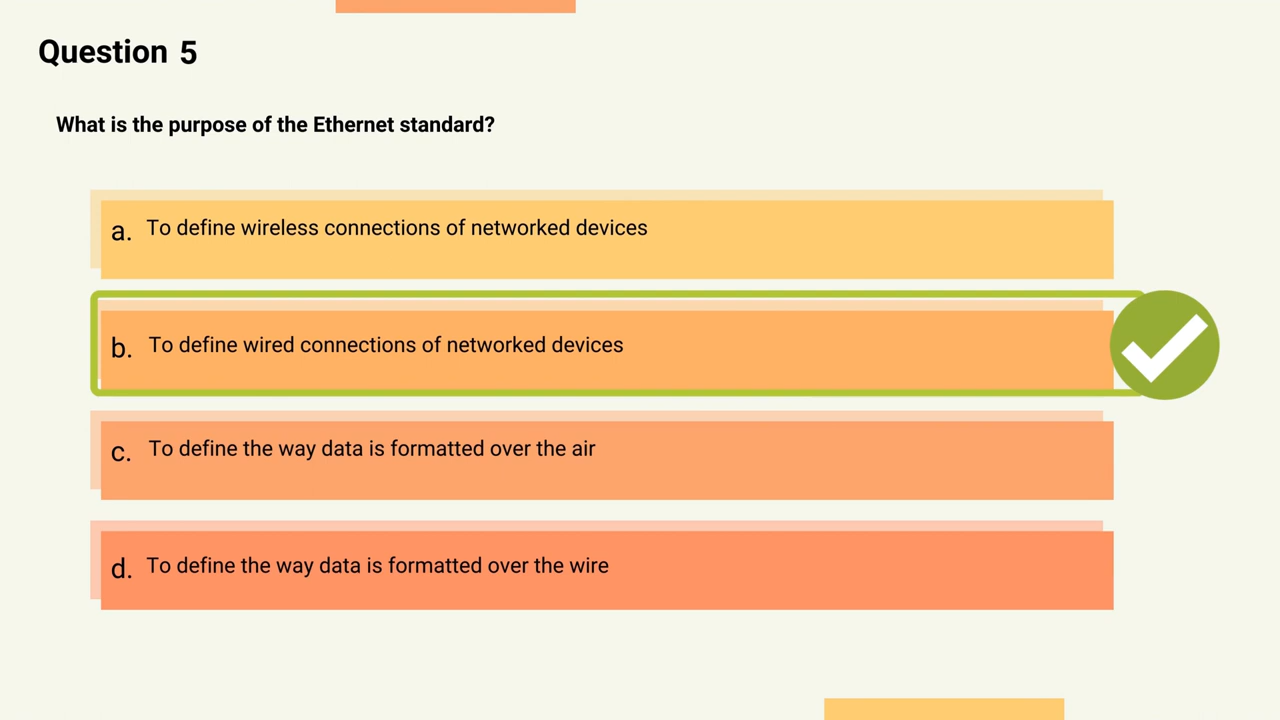 Question 5
What is the purpose of the Ethernet standard?
a. To define wireless connections of networked devices
b. To define wired connections of networked devices
c. To define the way data is formatted over the air
d. To define the way data is formatted over the wire